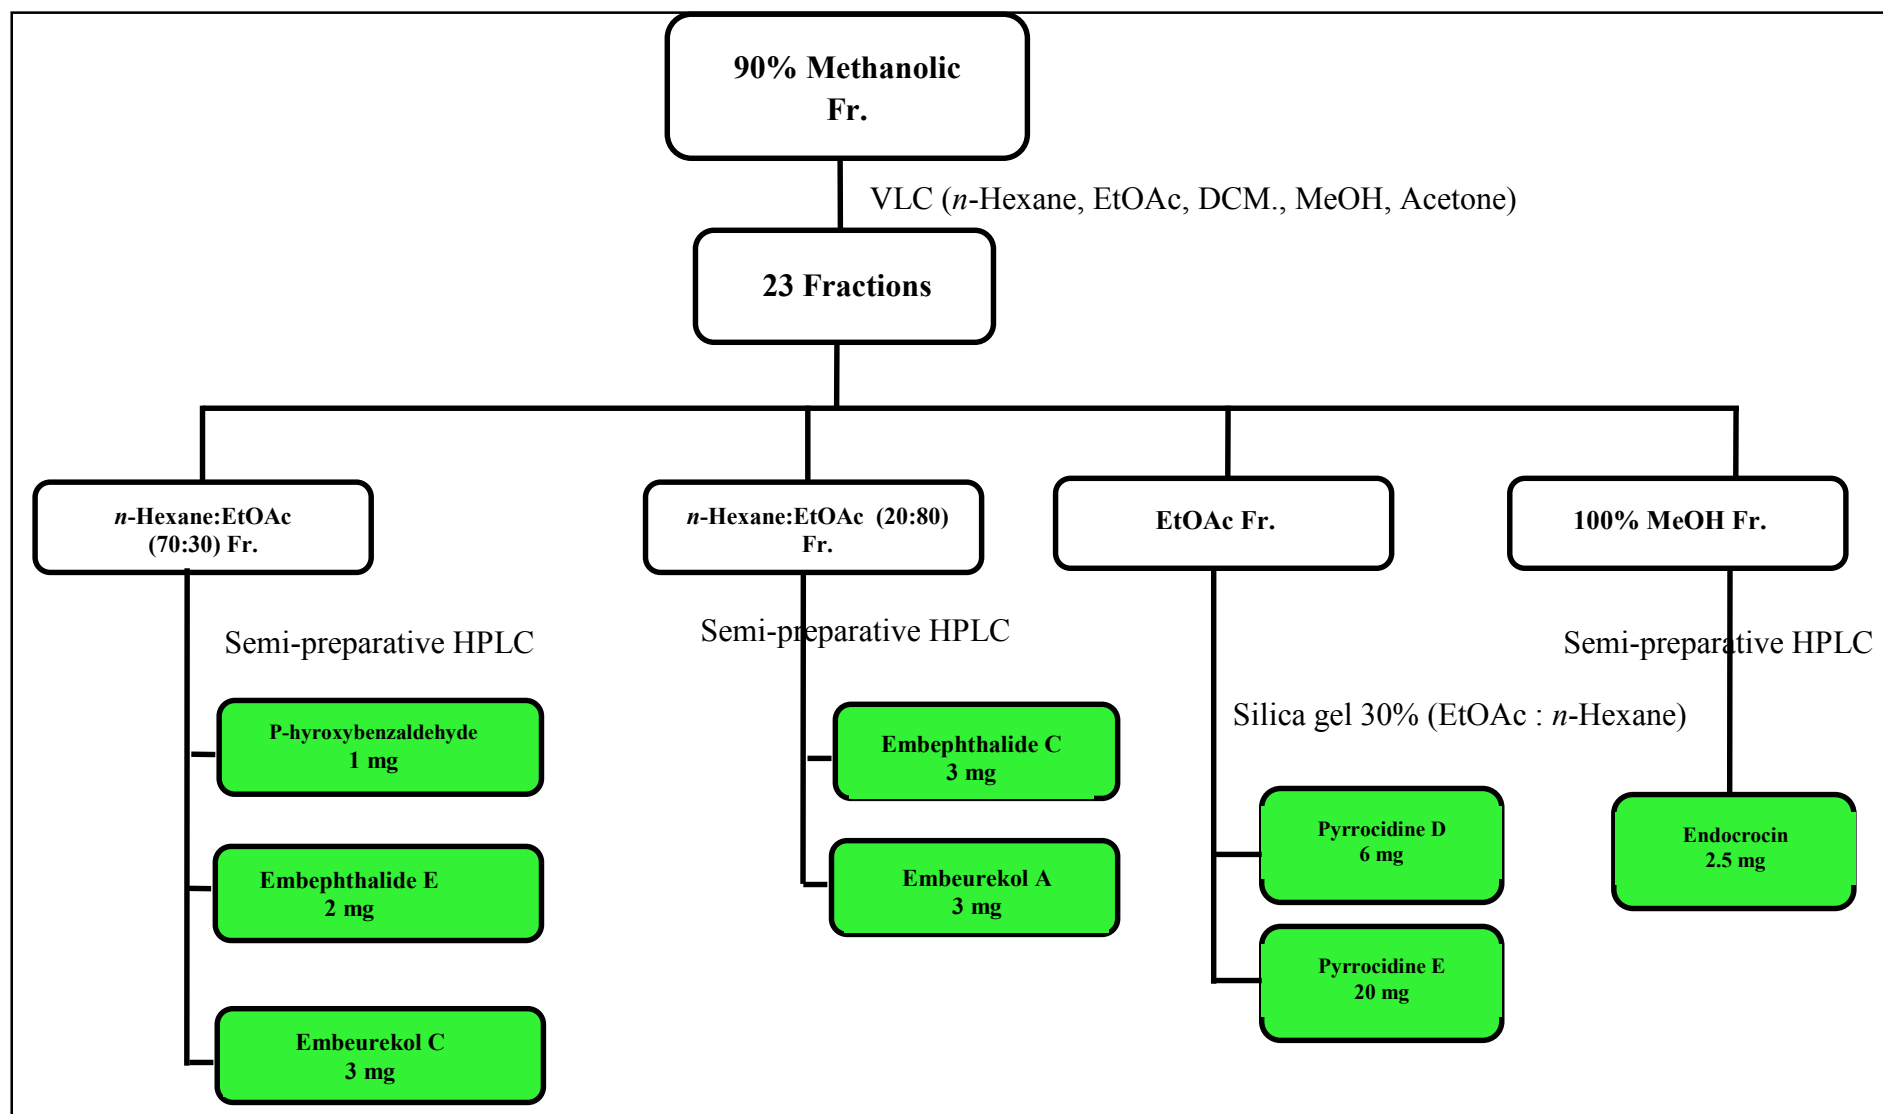 90% Methanolic
Fr.
VLC (n-Hexane, EtOAc, DCM., MeOH, Acetone)
23 Fractions
n-Hexane:EtOAc
(70:30) Fr.
n-Hexane:EtOAc (20:80)
Fr.
EtOAc Fr.
100% MeOH Fr.
Semi-preparative HPLC
Semi-preparative HPLC
Semi-preparative HPLC
Silica gel 30% (EtOAc : n-Hexane)
P-hyroxybenzaldehyde
1 mg
Embephthalide E
2 mg
Embeurekol C
3 mg
Embephthalide C
3 mg
Embeurekol A
3 mg
Pyrrocidine D
6 mg
Pyrrocidine E
20 mg
Endocrocin
2.5 mg